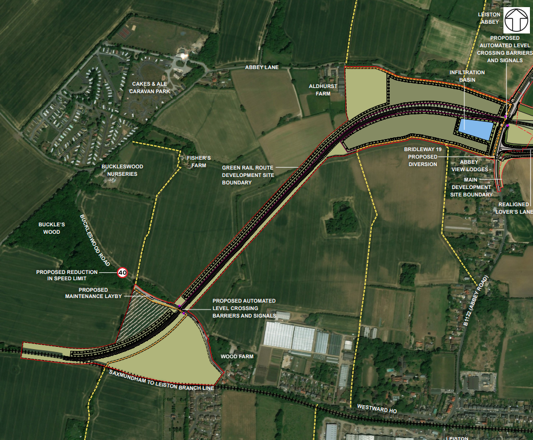 LEISTON
ABBEY
PROPOSED
AUTOMATED LEVEL
CROSSING BARRIERS
AND SIGNALS
ABBEY LANE
INFILTRATION
BASIN
CAKES & ALE
CARAVAN PARK
ALDHURST
FARM
BRIDLEWAY 19
PROPOSED
DIVERSION
FISHER'S
FARM
GREEN RAIL ROUTE
DEVELOPMENT SITE
BOUNDARY
ABBEY
VIEW LODGES
BUCKLESWOOD
NURSERIES
MAIN
DEVELOPMENT
SITE BOUNDARY
REALIGNED
LOVER'S LANE
BUCKLE'S
WOOD
BUCKLESWOOD ROAD
PROPOSED REDUCTION
IN SPEED LIMIT
40
PROPOSED
MAINTENANCE LAYBY
PROPOSED AUTOMATED
LEVEL CROSSING
BARRIERS AND SIGNALS
B1122 (ABBEY ROAD)
WOOD FARM
SAXMUNDHAM TO LEISTON BRANCH LINE
WESTWARD HO
LEISTON